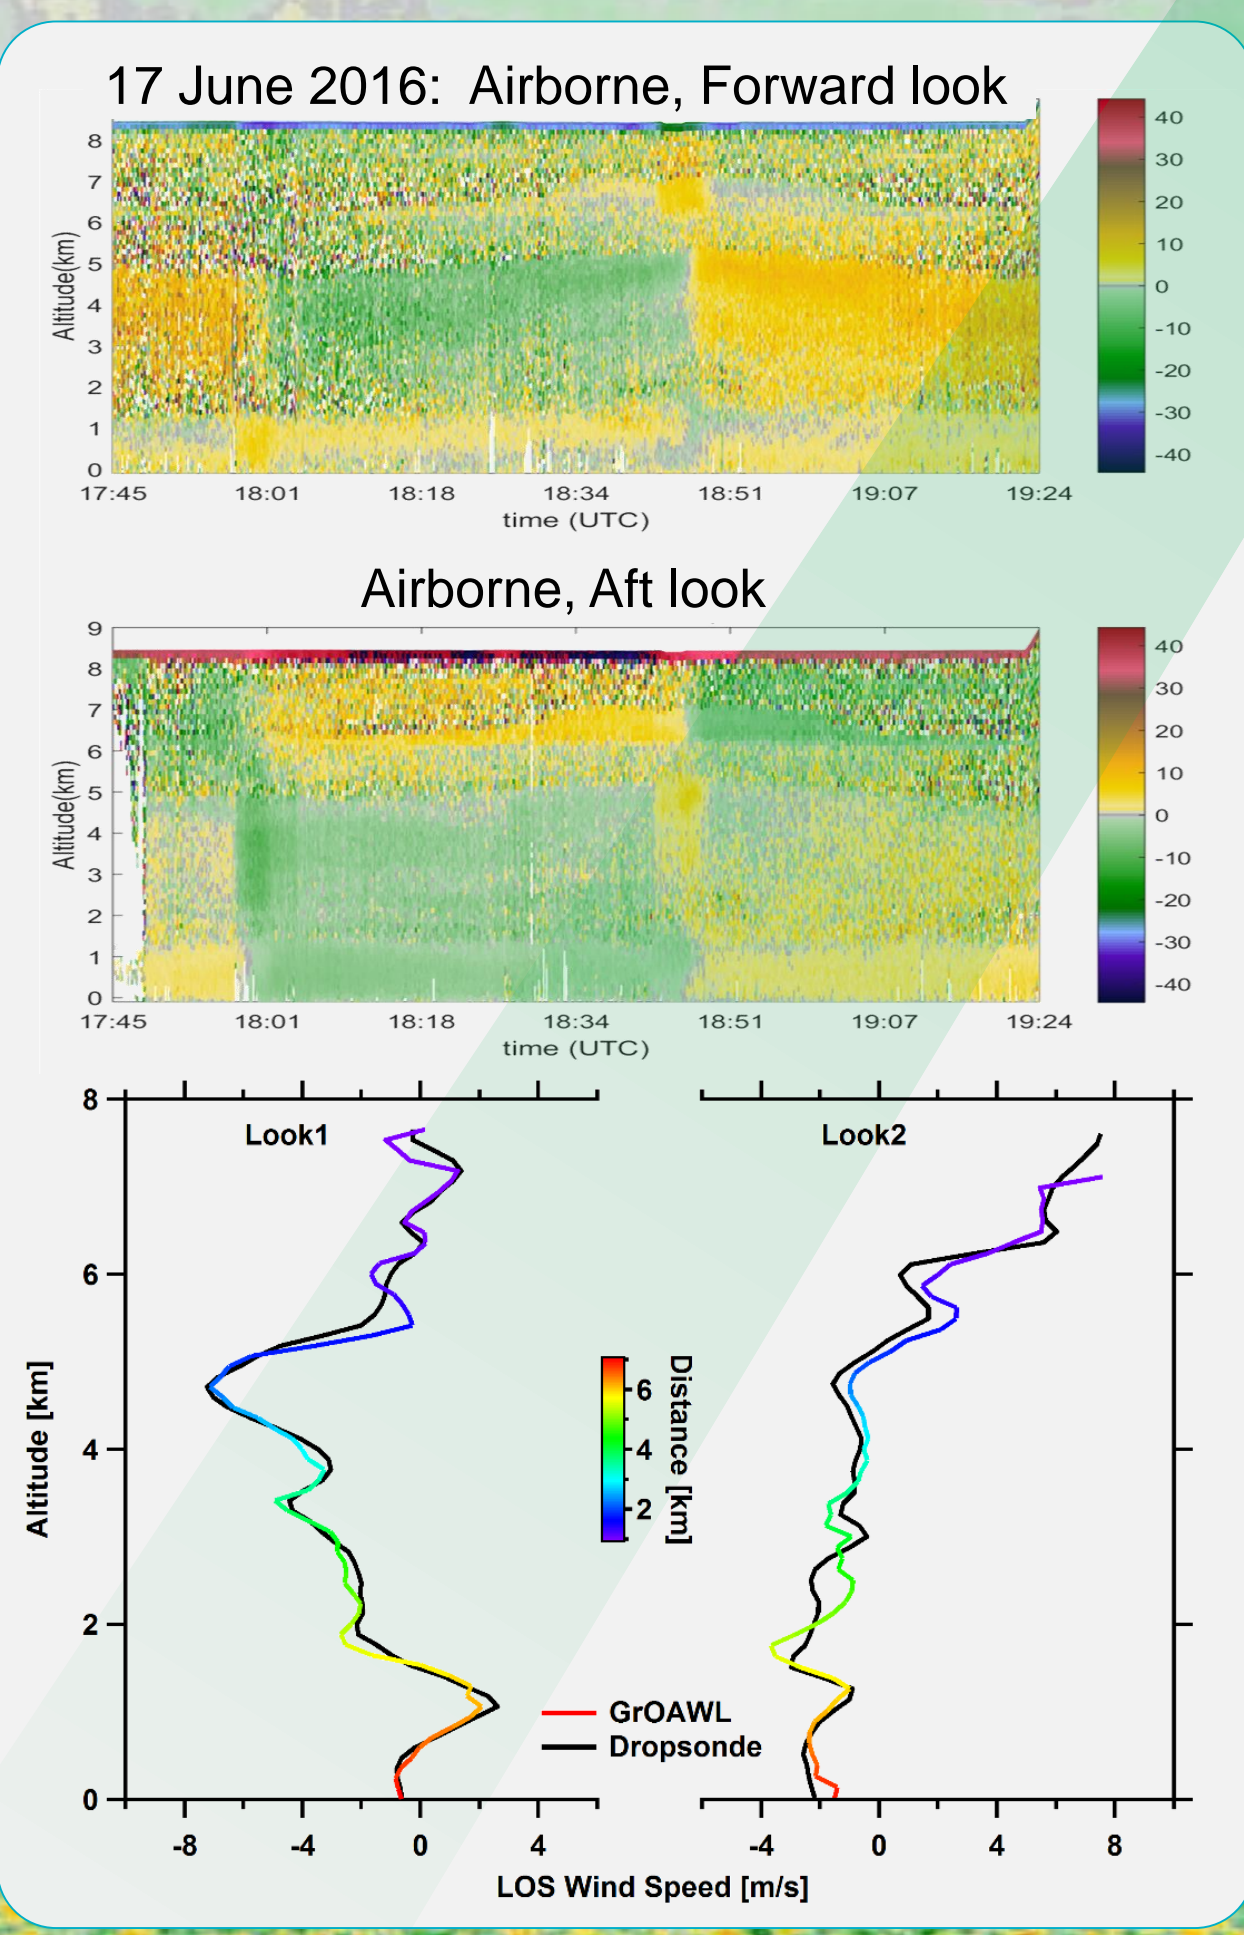 17 June 2016:  Airborne, Forward look
Altitude(km)
8
7
6
5
4
3
2
1
0
17:45 18:01 18:18 18:34 18:51 19:07 19:24
time (UTC)
40
30
20
10
0
-10
-20
-30
-40
Airborne, Aft look
Altitude(km)
9
8
7
6
5
4
3
2
1
0
17:45 18:01 18:18 18:34 18:51 19:07 19:24
time (UTC)
40
30
20
10
0
-10
-20
-30
-40
Altitude [km]
8
6
4
2
0
Look1
Look2
6
4
2
Distance [km]
GrOAWL
Dropsonde
-8 -4 0 4
-4 0 4 8
LOS Wind Speed [m/s]